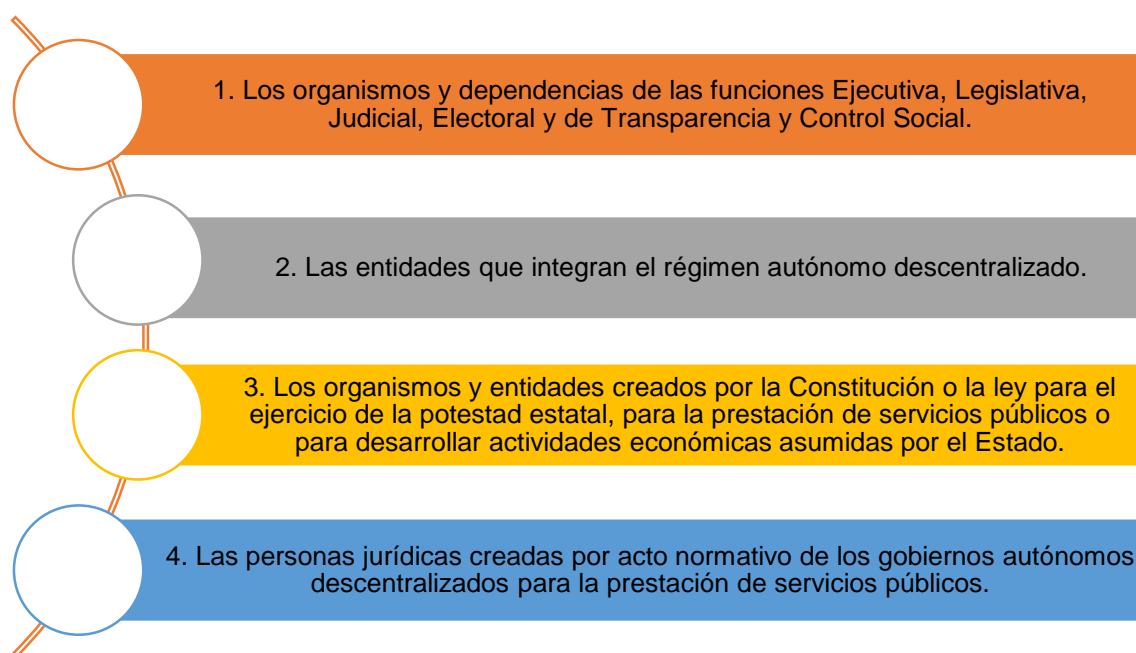 1. Los organismos y dependencias de las funciones Ejecutiva, Legislativa,
Judicial, Electoral y de Transparencia y Control Social.
2. Las entidades que integran el régimen autónomo descentralizado.
3. Los organismos y entidades creados por la Constitución o la ley para el
ejercicio de la potestad estatal, para la prestación de servicios públicos o
para desarrollar actividades económicas asumidas por el Estado.
4. Las personas jurídicas creadas por acto normativo de los gobiernos autónomos
descentralizados para la prestación de servicios públicos.